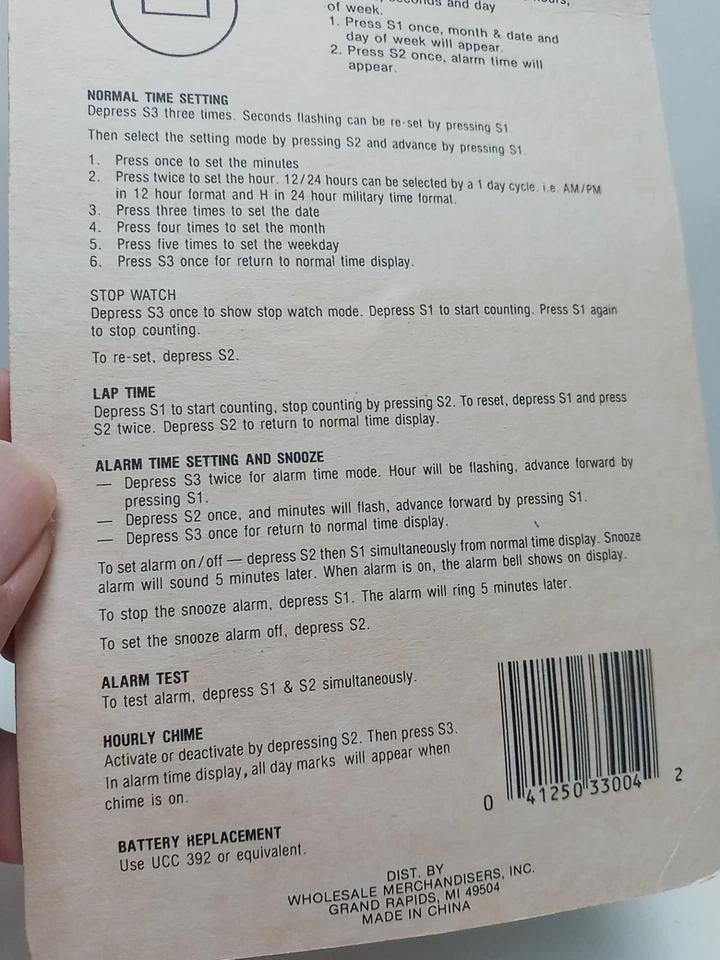 seconds and day
of week.
1. Press S1 once, month & date and
day of week will appear.
2. Press S2 once, alarm time will
appear.
NORMAL TIME SETTING
Depress S3 three times. Seconds flashing can be re-set by pressing S1
Then select the setting mode by pressing S2 and advance by pressing S1.
1. Press once to set the minutes
2. Press twice to set the hour. 12/24 hours can be selected by a 1 day cycle. i.e. AM/PM
in 12 hour format and H in 24 hour military time format.
3. Press three times to set the date
4. Press four times to set the month
5. Press five times to set the weekday
6. Press S3 once for return to normal time display.
STOP WATCH
Depress S3 once to show stop watch mode. Depress S1 to start counting. Press S1 again
to stop counting.
To re-set, depress S2.
LAP TIME
Depress S1 to start counting, stop counting by pressing S2. To reset, depress S1 and press
S2 twice. Depress S2 to return to normal time display.
ALARM TIME SETTING AND SNOOZE
— Depress S3 twice for alarm time mode. Hour will be flashing, advance forward by
pressing S1.
— Depress S2 once, and minutes will flash, advance forward by pressing S1.
— Depress S3 once for return to normal time display.
To set alarm on/off — depress S2 then S1 simultaneously from normal time display. Snooze
alarm will sound 5 minutes later. When alarm is on, the alarm bell shows on display.
To stop the snooze alarm, depress S1. The alarm will ring 5 minutes later.
To set the snooze alarm off, depress S2.
ALARM TEST
To test alarm, depress S1 & S2 simultaneously.
HOURLY CHIME
Activate or deactivate by depressing S2. Then press S3.
In alarm time display, all day marks will appear when
chime is on.
0 41250 33004 2
BATTERY REPLACEMENT
Use UCC 392 or equivalent.
DIST. BY
WHOLESALE MERCHANDISERS, INC.
GRAND RAPIDS, MI 49504
MADE IN CHINA